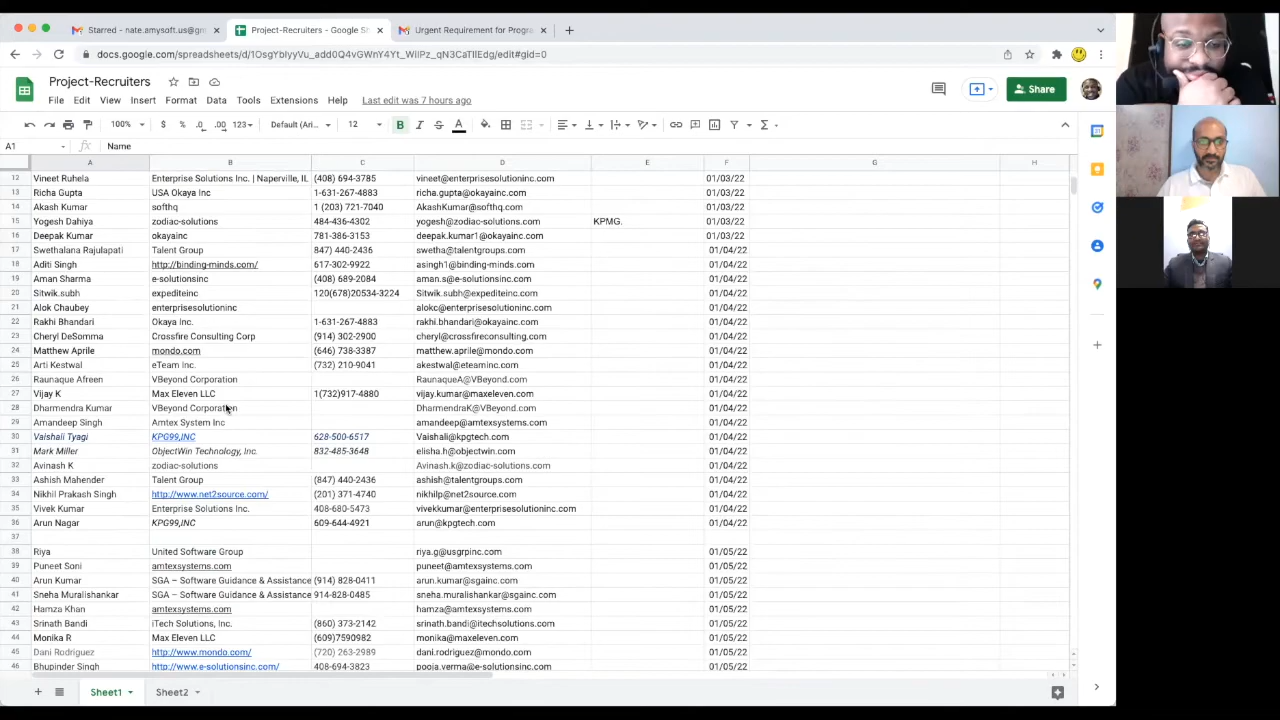 Starred - nate.amysoft.us@gm
Project-Recruiters - Google Sh
Urgent Requirement for Progra
docs.google.com/spreadsheets/d/
/edit#gid=0
Project-Recruiters
File Edit View Insert Format Data Tools Extensions Help Last edit was 7 hours ago
Share
100% $ % .0 .00 123 Default (Ari... 12 B I S A
A1 fx Name
A B C D E F G H
12 Vineet Ruhela Enterprise Solutions Inc. | Naperville, IL (408) 694-3785 vineet@enterprisesolutioninc.com 01/03/22
13 Richa Gupta USA Okaya Inc 1-631-267-4883 richa.gupta@okayainc.com 01/03/22
14 Akash Kumar softhq 1 (203) 721-7040 AkashKumar@softhq.com 01/03/22
15 Yogesh Dahiya zodiac-solutions 484-436-4302 yogesh@zodiac-solutions.com KPMG. 01/03/22
16 Deepak Kumar okayainc 781-386-3153 deepak.kumar1@okayainc.com 01/03/22
17 Swethalana Rajulapati Talent Group 847) 440-2436 swetha@talentgroups.com 01/04/22
18 Aditi Singh http://binding-minds.com/ 617-302-9922 asingh1@binding-minds.com 01/04/22
19 Aman Sharma e-solutionsinc (408) 689-2084 aman.s@e-solutionsinc.com 01/04/22
20 Sitwik.subh expediteinc 120(678)20534-3224 Sitwik.subh@expediteinc.com 01/04/22
21 Alok Chaubey enterprisesolutioninc alokc@enterprisesolutioninc.com 01/04/22
22 Rakhi Bhandari Okaya Inc. 1-631-267-4883 rakhi.bhandari@okayainc.com 01/04/22
23 Cheryl DeSomma Crossfire Consulting Corp (914) 302-2900 cheryl@crossfireconsulting.com 01/04/22
24 Matthew Aprile mondo.com (646) 738-3387 matthew.aprile@mondo.com 01/04/22
25 Arti Kestwal eTeam Inc. (732) 210-9041 akestwal@eteaminc.com 01/04/22
26 Raunaque Afreen VBeyond Corporation RaunaqueA@VBeyond.com 01/04/22
27 Vijay K Max Eleven LLC 1(732)917-4880 vijay.kumar@maxeleven.com 01/04/22
28 Dharmendra Kumar VBeyond Corporation DharmendraK@VBeyond.com 01/04/22
29 Amandeep Singh Amtex System Inc amandeep@amtexsystems.com 01/04/22
30 Vaishali Tyagi KPG99,INC 628-500-6517 Vaishali@kpgtech.com 01/04/22
31 Mark Miller ObjectWin Technology, Inc. 832-485-3648 elisha.h@objectwin.com 01/04/22
32 Avinash K zodiac-solutions Avinash.k@zodiac-solutions.com 01/04/22
33 Ashish Mahender Talent Group (847) 440-2436 ashish@talentgroups.com 01/04/22
34 Nikhil Prakash Singh http://www.net2source.com/ (201) 371-4740 nikhilp@net2source.com 01/04/22
35 Vivek Kumar Enterprise Solutions Inc. 408-680-5473 vivekkumar@enterprisesolutioninc.com 01/04/22
36 Arun Nagar KPG99,INC 609-644-4921 arun@kpgtech.com 01/04/22
37
38 Riya United Software Group riya.g@usgrpinc.com 01/05/22
39 Puneet Soni amtexsystems.com puneet@amtexsystems.com 01/05/22
40 Arun Kumar SGA – Software Guidance & Assistance (914) 828-0411 arun.kumar@sgainc.com 01/05/22
41 Sneha Muralishankar SGA – Software Guidance & Assistance 914-828-0485 sneha.muralishankar@sgainc.com 01/05/22
42 Hamza Khan amtexsystems.com hamza@amtexsystems.com 01/05/22
43 Srinath Bandi iTech Solutions, Inc. (860) 373-2142 srinath.bandi@itechsolutions.com 01/05/22
44 Monika R Max Eleven LLC (609)7590982 monika@maxeleven.com 01/05/22
45 Dani Rodriguez http://www.mondo.com/ (720) 263-2989 dani.rodriguez@mondo.com 01/05/22
46 Bhupinder Singh http://www.e-solutionsinc.com/ 408-694-3823 pooja.verma@e-solutionsinc.com 01/05/22
Sheet1 Sheet2